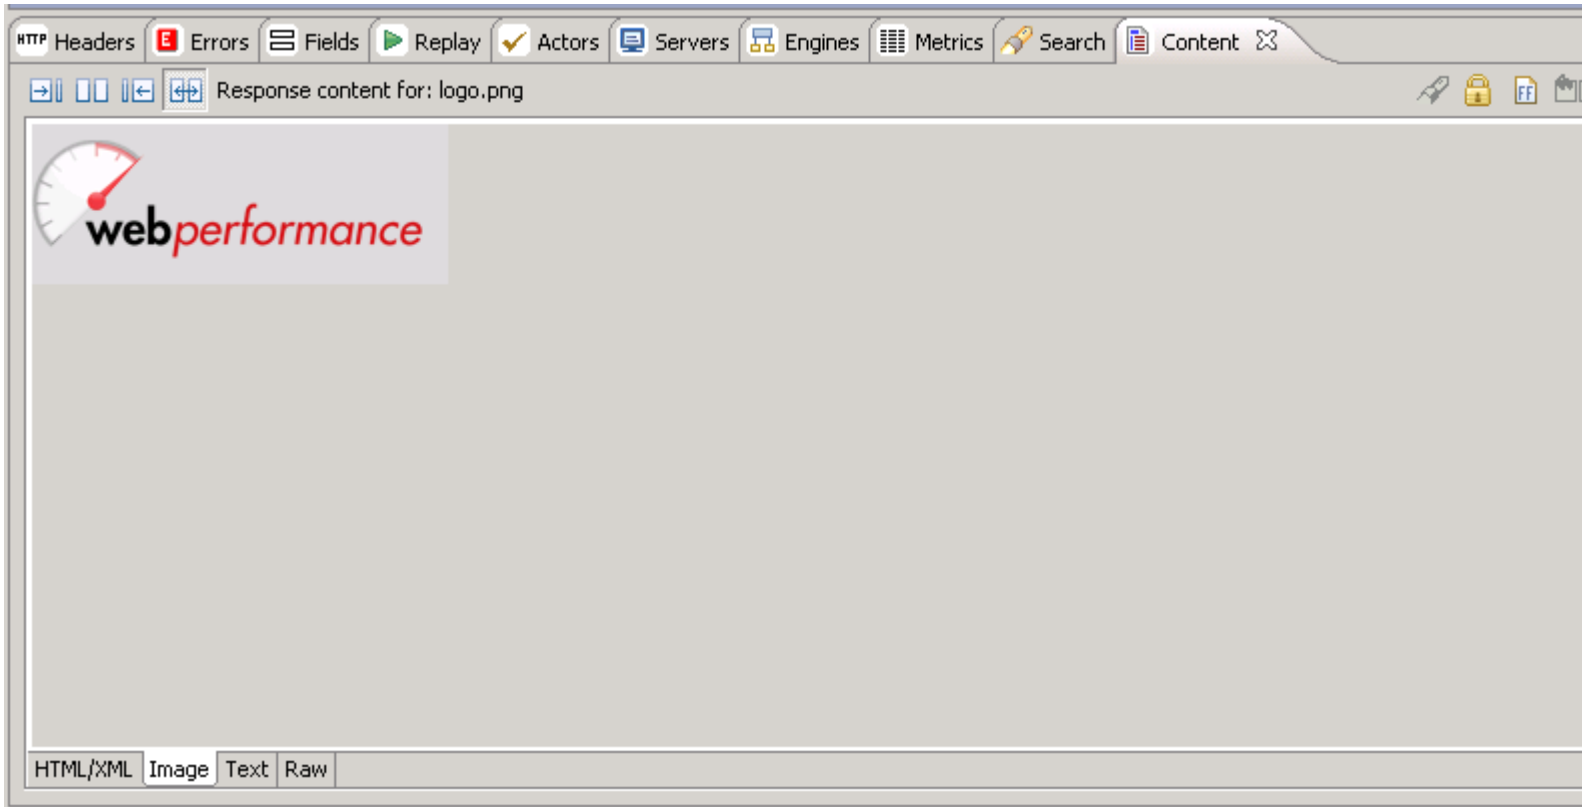 HTTP Headers E Errors Fields Replay Actors Servers Engines Metrics Search Content
Response content for: logo.png FF
webperformance
HTML/XML Image Text Raw